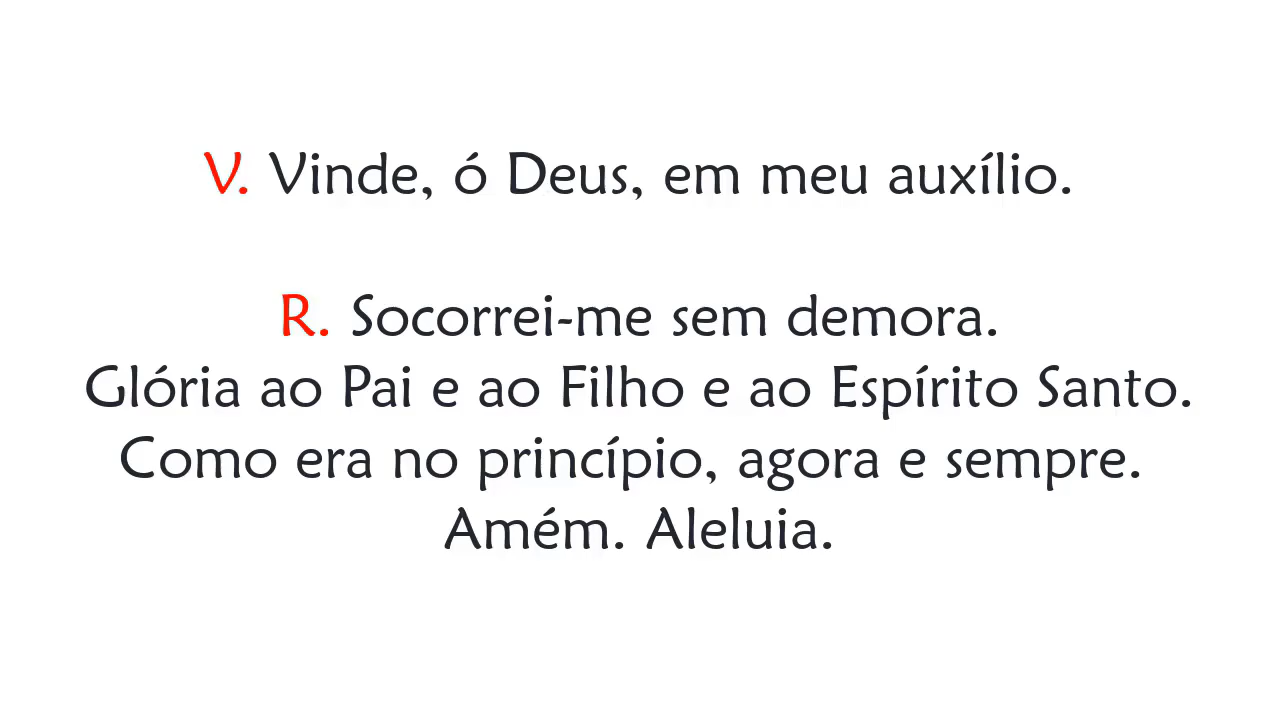 V. Vinde, ó Deus, em meu auxílio.
R. Socorrei-me sem demora.
Glória ao Pai e ao Filho e ao Espírito Santo.
Como era no princípio, agora e sempre.
Amém. Aleluia.